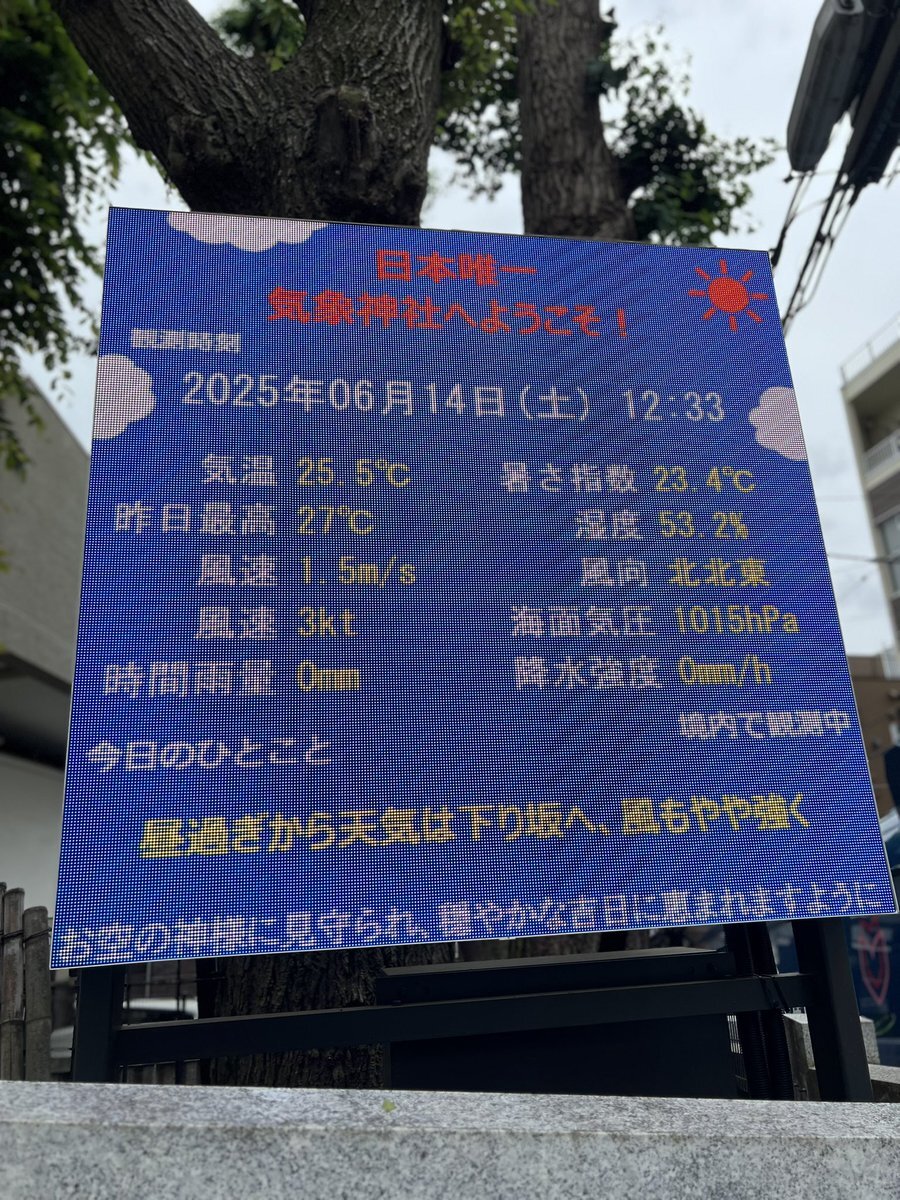 日本唯一
気象神社へようこそ!
観測時刻
2025年06月14日(土) 12:33
気温 25.5℃ 暑さ指数 23.4℃
昨日最高 27℃ 湿度 53.2%
風速 1.5m/s 風向 北北東
風速 3kt 海面気圧 1015hPa
時間雨量 0mm 降水強度 0mm/h
境内で観測中
今日のひとこと
昼過ぎから天気は下り坂へ、風もやや強く
お空の神様に見守られ、穏やかな吉日に恵まれますように